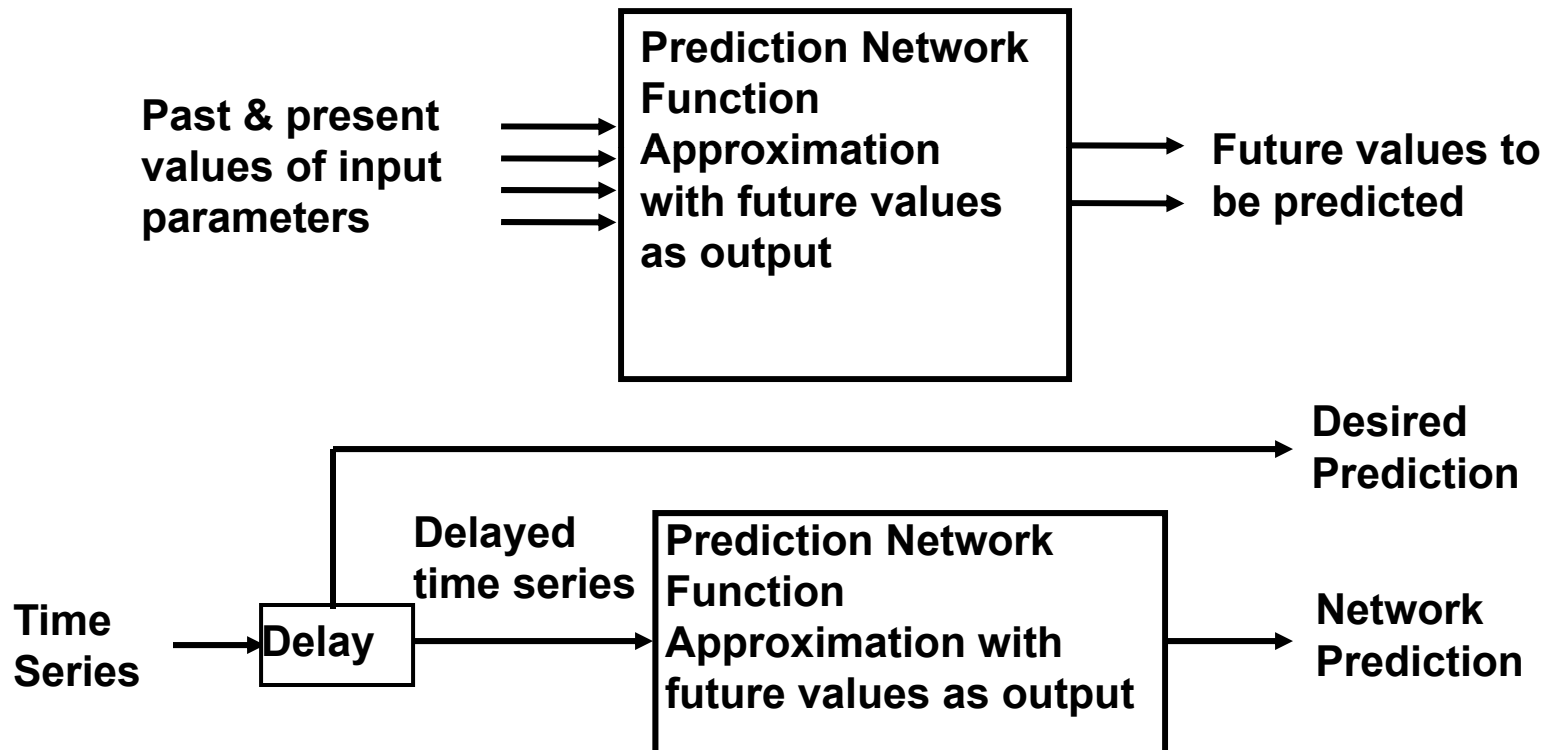 Past & present
values of input
parameters
Prediction Network
Function
Approximation
with future values
as output
Future values to
be predicted
Desired
Prediction
Time
Series
Delay
Delayed
time series
Prediction Network
Function
Approximation with
future values as output
Network
Prediction